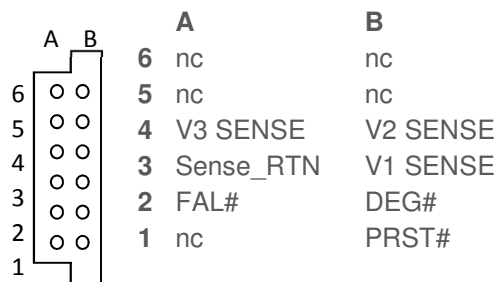 A B
6
5
4
3
2
1
A B
6 nc nc
5 nc nc
4 V3 SENSE V2 SENSE
3 Sense_RTN V1 SENSE
2 FAL# DEG#
1 nc PRST#